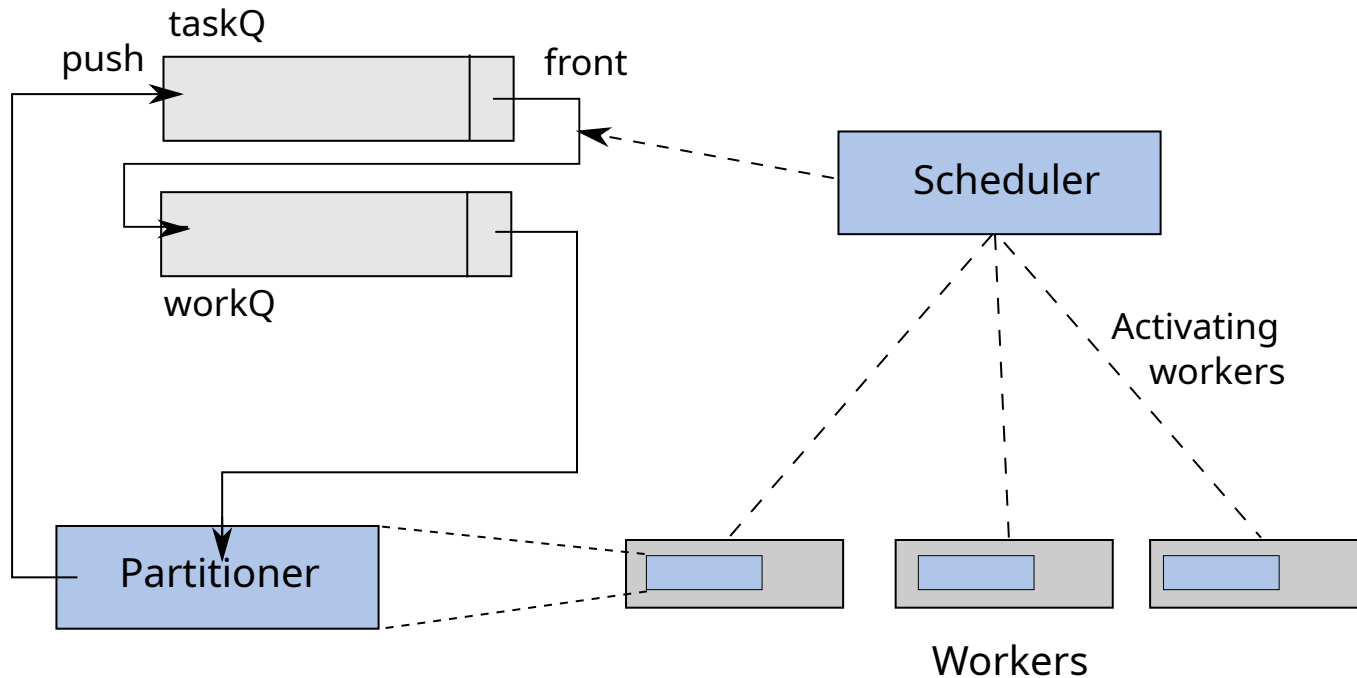 taskQ
push
front
Scheduler
workQ
Activating
workers
Partitioner
Workers